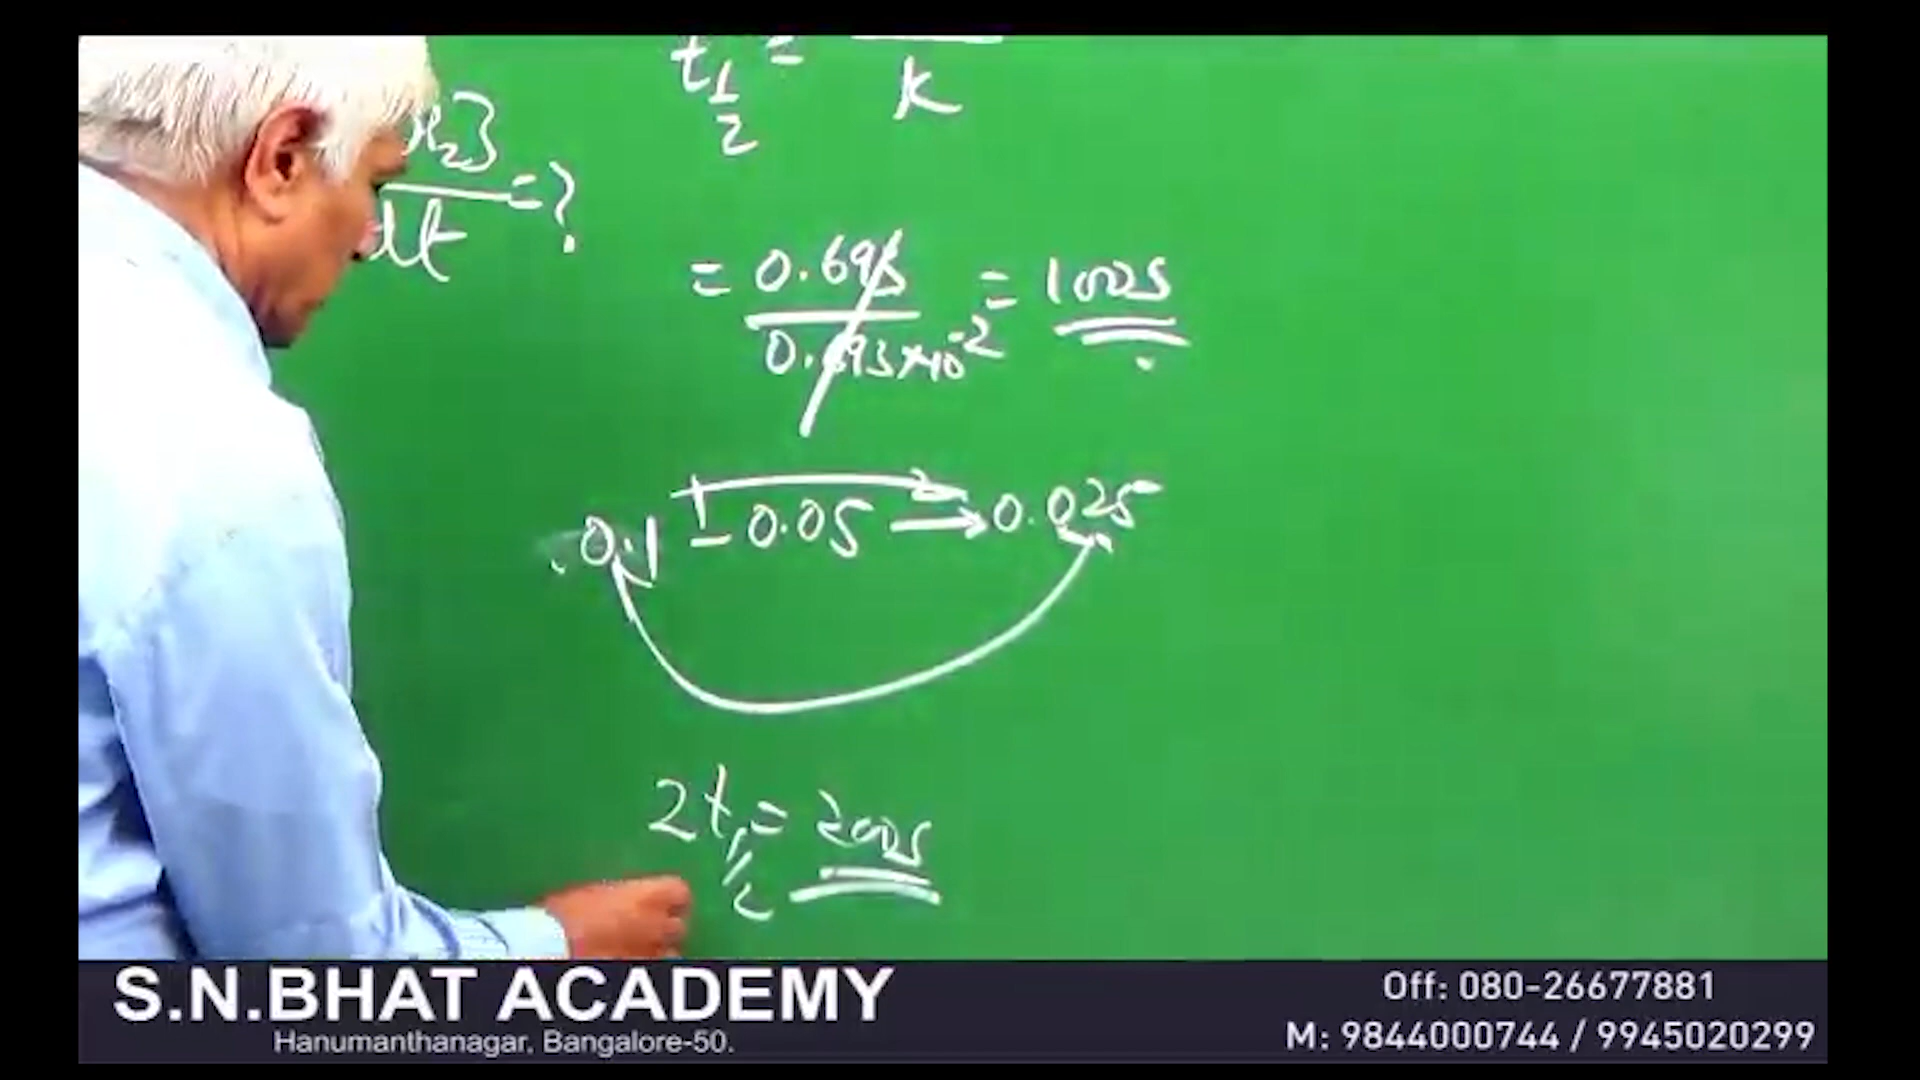 t1/2 = ——
k
H2}
dt =?
= 0.693 / 0.693×10^-2 = 100s
0.1 – 0.05 → 0.025
2t1/2 = 200s
S.N.BHAT ACADEMY
Hanumanthanagar, Bangalore-50.
Off: 080-26677881
M: 9844000744 / 9945020299